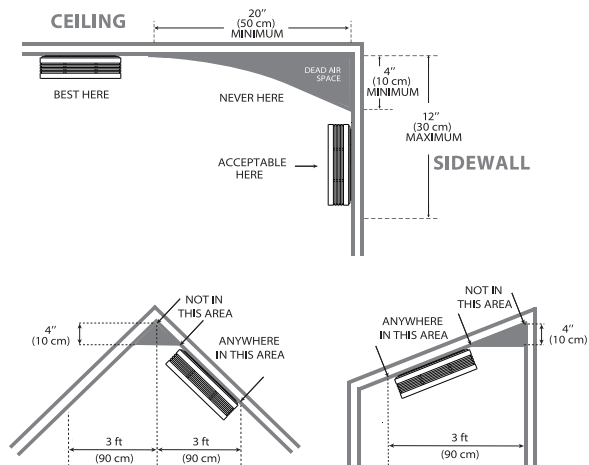 CEILING
20"
(50 cm)
MINIMUM
DEAD AIR
SPACE
4"
(10 cm)
MINIMUM
BEST HERE
NEVER HERE
12"
(30 cm)
MAXIMUM
ACCEPTABLE
HERE
SIDEWALL
NOT IN
THIS AREA
4"
(10 cm)
ANYWHERE
IN THIS AREA
3 ft
(90 cm)
3 ft
(90 cm)
NOT IN
THIS AREA
ANYWHERE
IN THIS AREA
4"
(10 cm)
3 ft
(90 cm)